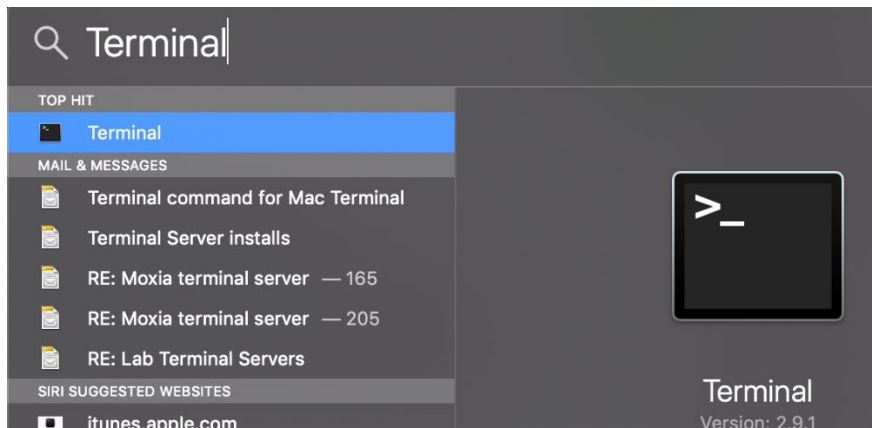 Terminal
TOP HIT
Terminal
MAIL & MESSAGES
Terminal command for Mac Terminal
Terminal Server installs
RE: Moxia terminal server — 165
RE: Moxia terminal server — 205
RE: Lab Terminal Servers
SIRI SUGGESTED WEBSITES
itunes.apple.com
>_
Terminal
Version: 2.9.1